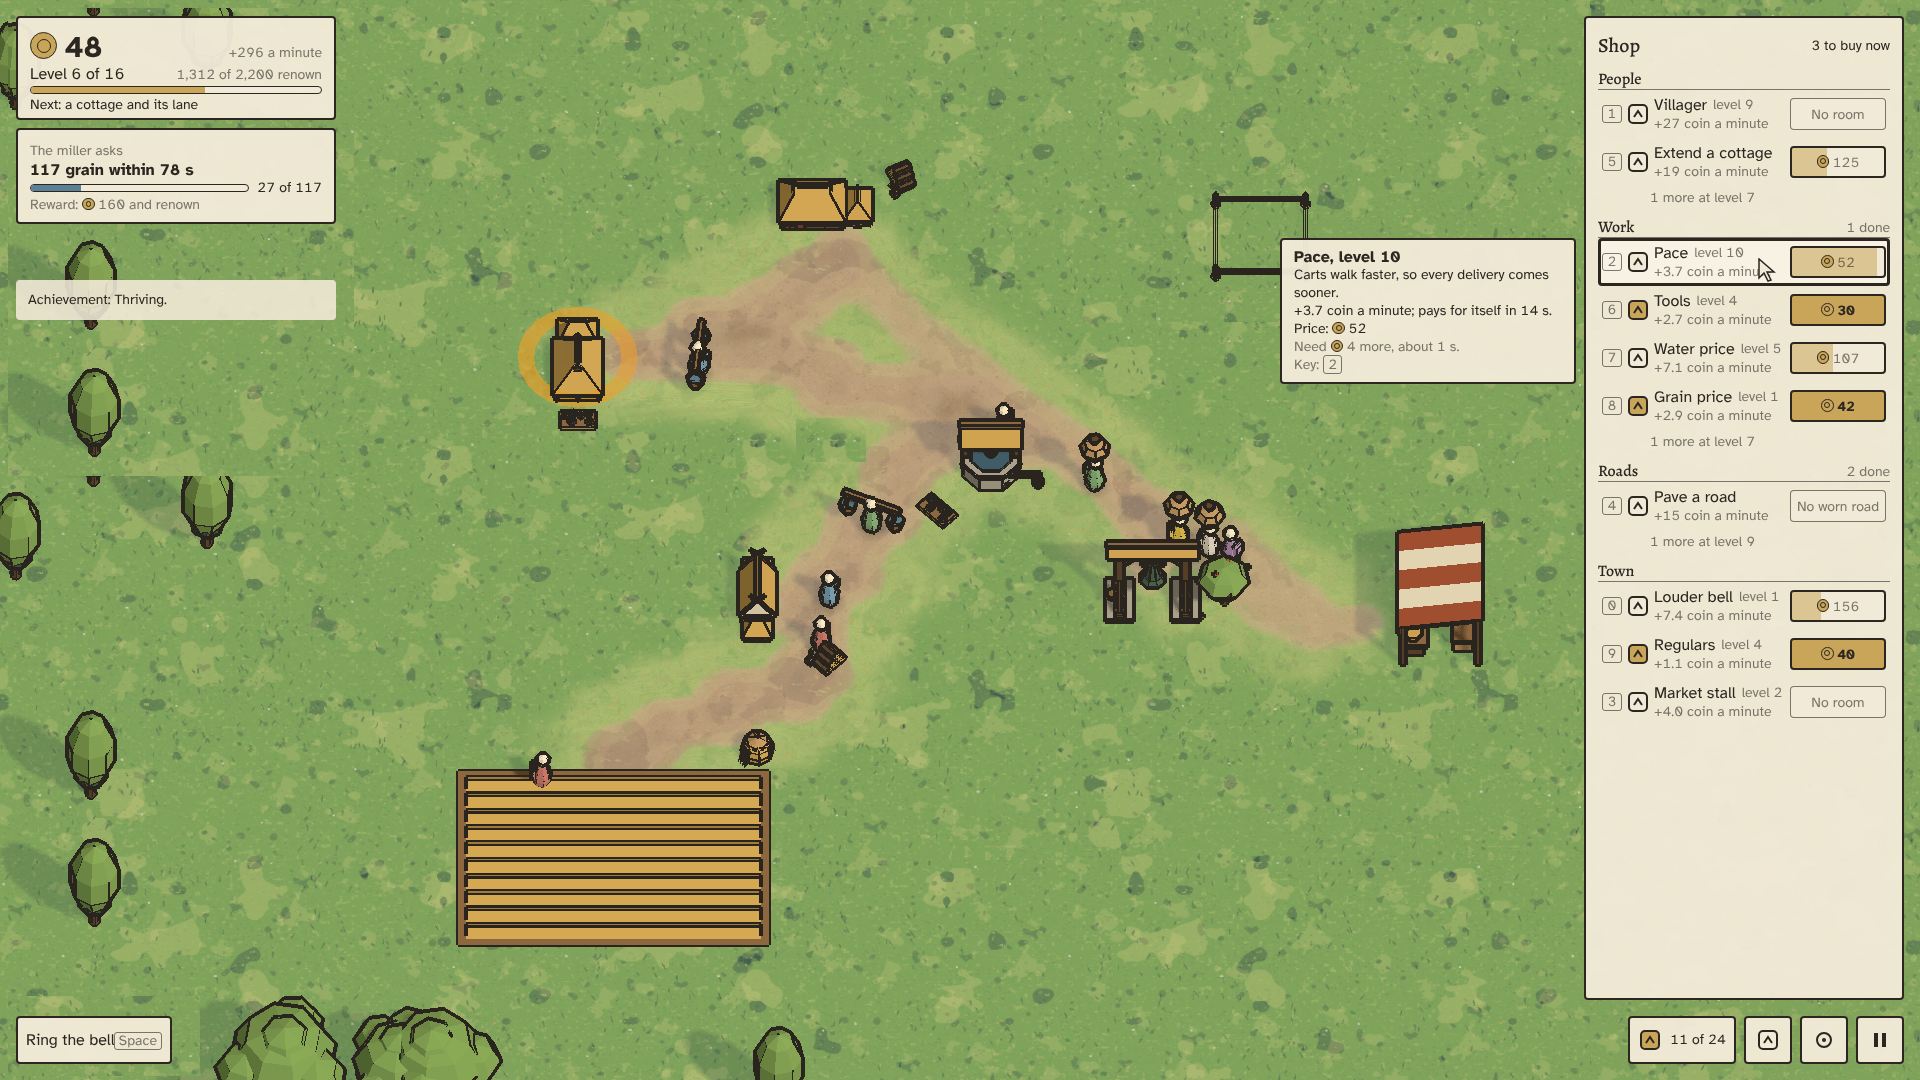 48
+296 a minute
Level 6 of 16
1,312 of 2,200 renown
Next: a cottage and its lane
The miller asks
117 grain within 78 s
27 of 117
Reward: 160 and renown
Achievement: Thriving.
Ring the bell Space
Shop
3 to buy now
People
1 Villager level 9
+27 coin a minute
No room
5 Extend a cottage
+19 coin a minute
125
1 more at level 7
Work
1 done
2 Pace level 10
+3.7 coin a minu
52
6 Tools level 4
+2.7 coin a minute
30
7 Water price level 5
+7.1 coin a minute
107
8 Grain price level 1
+2.9 coin a minute
42
1 more at level 7
Roads
2 done
4 Pave a road
+15 coin a minute
No worn road
1 more at level 9
Town
0 Louder bell level 1
+7.4 coin a minute
156
9 Regulars level 4
+1.1 coin a minute
40
3 Market stall level 2
+4.0 coin a minute
No room
Pace, level 10
Carts walk faster, so every delivery comes
sooner.
+3.7 coin a minute; pays for itself in 14 s.
Price: 52
Need 4 more, about 1 s.
Key: 2
11 of 24